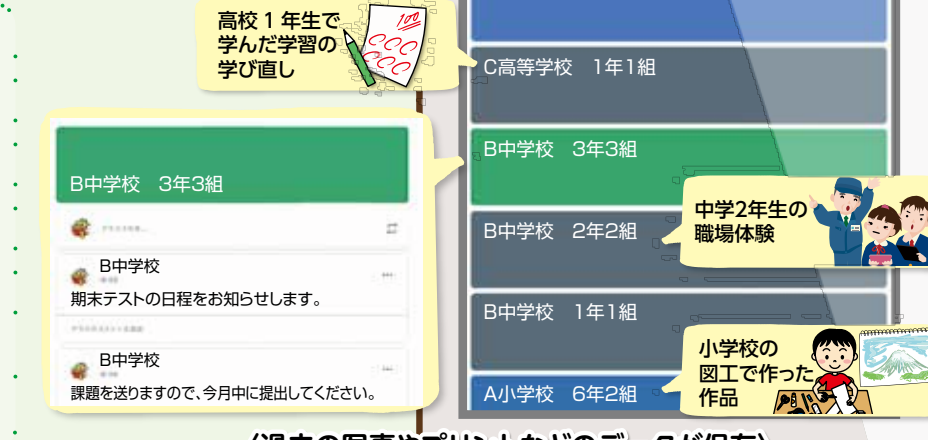 高校1年生で
学んだ学習の
学び直し
100
C高等学校 1年1組
B中学校 3年3組
B中学校 2年2組
B中学校 1年1組
A小学校 6年2組
B中学校 3年3組
B中学校
期末テストの日程をお知らせします。
B中学校
課題を送りますので、今月中に提出してください。
中学2年生の
職場体験
小学校の
図工で作った
作品